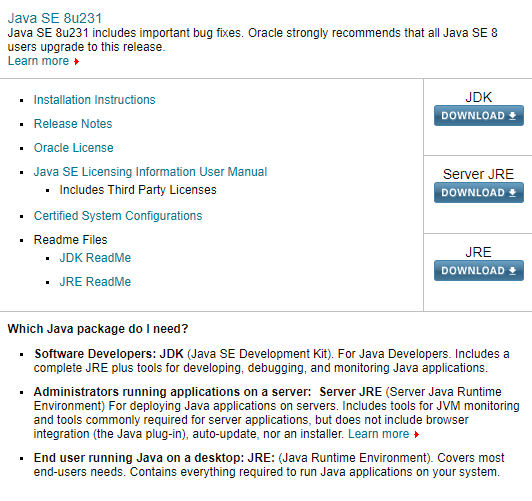 Java SE 8u231
Java SE 8u231 includes important bug fixes. Oracle strongly recommends that all Java SE 8
users upgrade to this release.
Learn more
Installation Instructions
Release Notes
Oracle License
Java SE Licensing Information User Manual
Includes Third Party Licenses
Certified System Configurations
Readme Files
JDK ReadMe
JRE ReadMe
JDK
DOWNLOAD
Server JRE
DOWNLOAD
JRE
DOWNLOAD
Which Java package do I need?
Software Developers: JDK (Java SE Development Kit). For Java Developers. Includes a
complete JRE plus tools for developing, debugging, and monitoring Java applications.
Administrators running applications on a server: Server JRE (Server Java Runtime
Environment) For deploying Java applications on servers. Includes tools for JVM monitoring
and tools commonly required for server applications, but does not include browser
integration (the Java plug-in), auto-update, nor an installer. Learn more
End user running Java on a desktop: JRE: (Java Runtime Environment). Covers most
end-users needs. Contains everything required to run Java applications on your system.